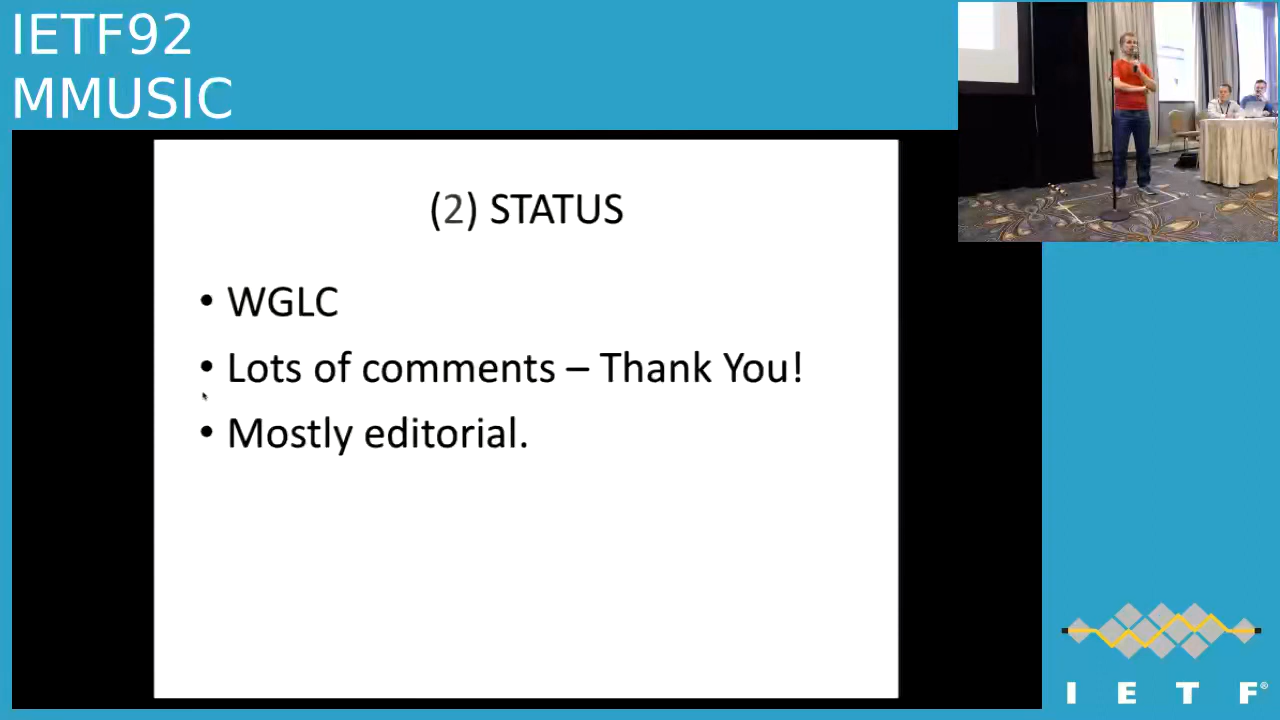 IETF92
MMUSIC
(2) STATUS
• WGLC
• Lots of comments – Thank You!
• Mostly editorial.
I E T F®